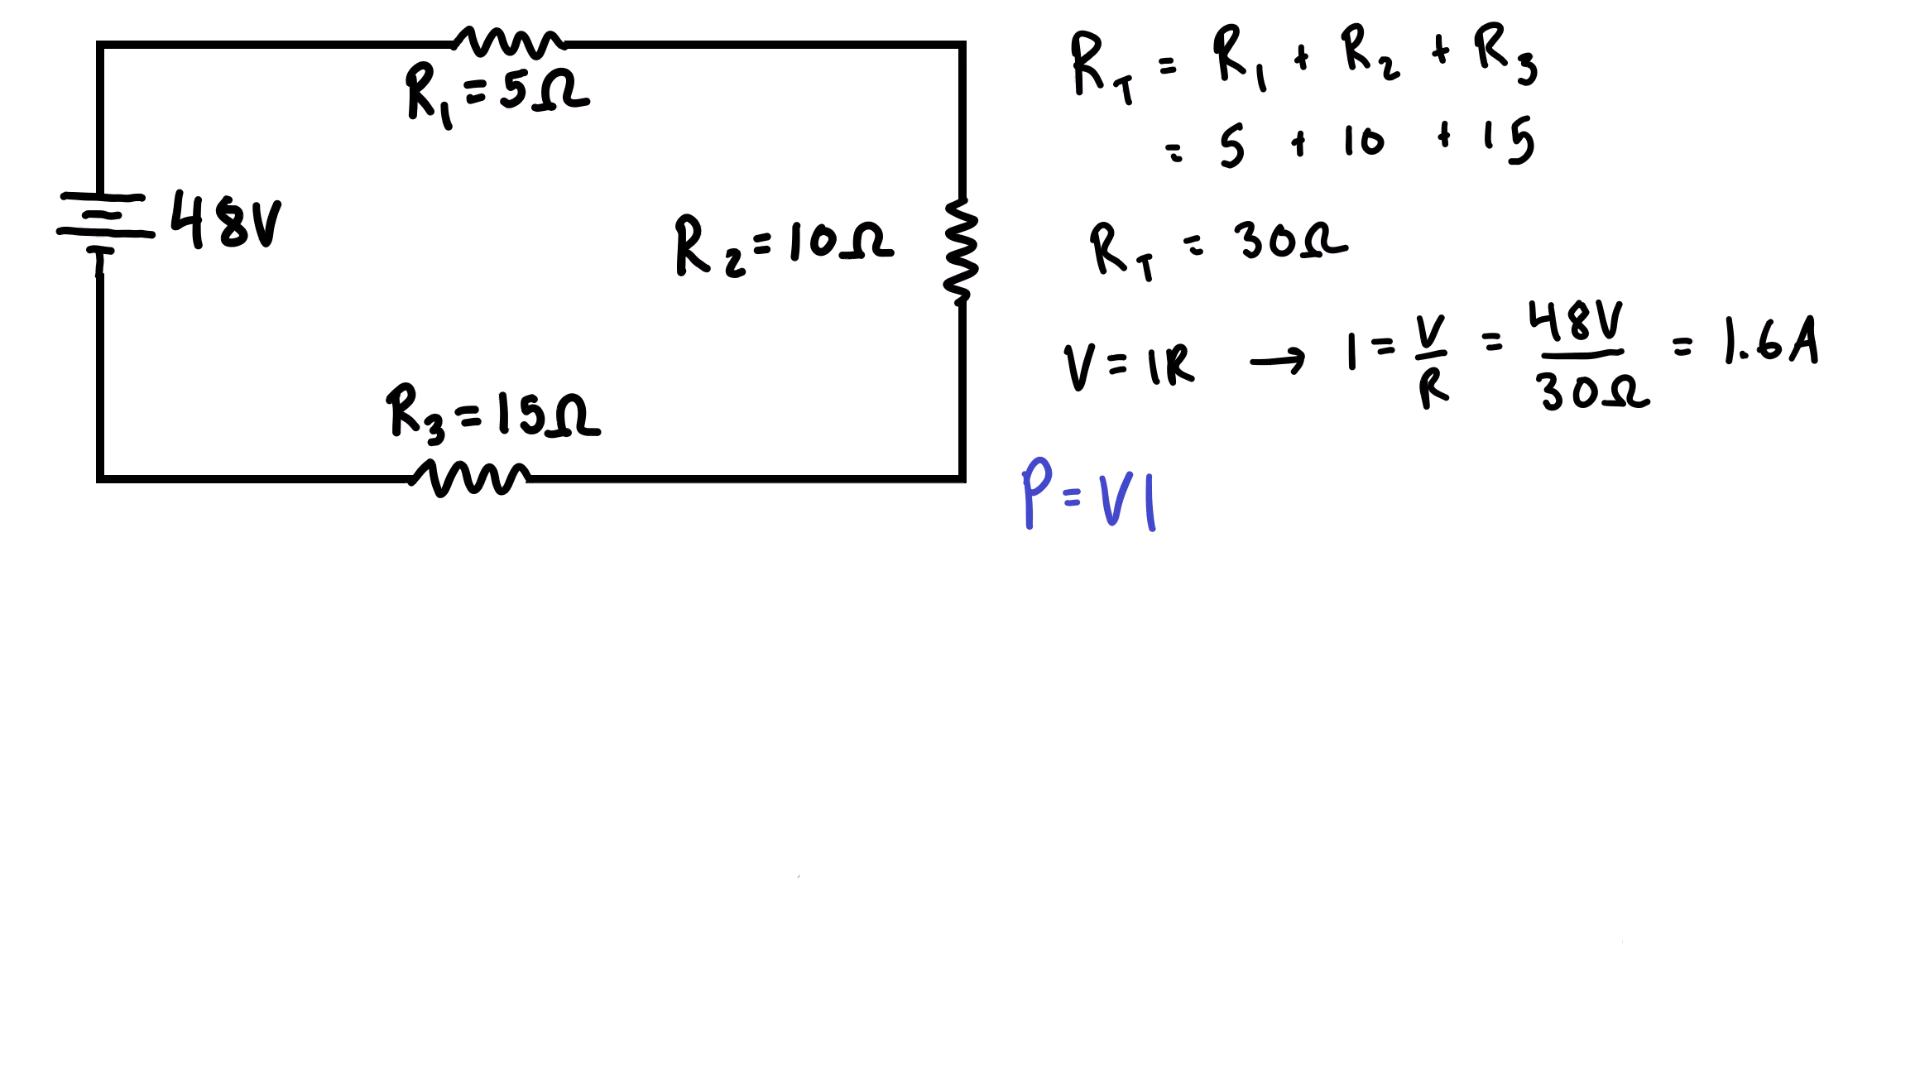 R₁ = 5Ω
48V
R₂ = 10Ω
R₃ = 15Ω
R_T = R₁ + R₂ + R₃
= 5 + 10 + 15
R_T = 30Ω
V = IR → I = V/R = 48V/30Ω = 1.6A
P = VI